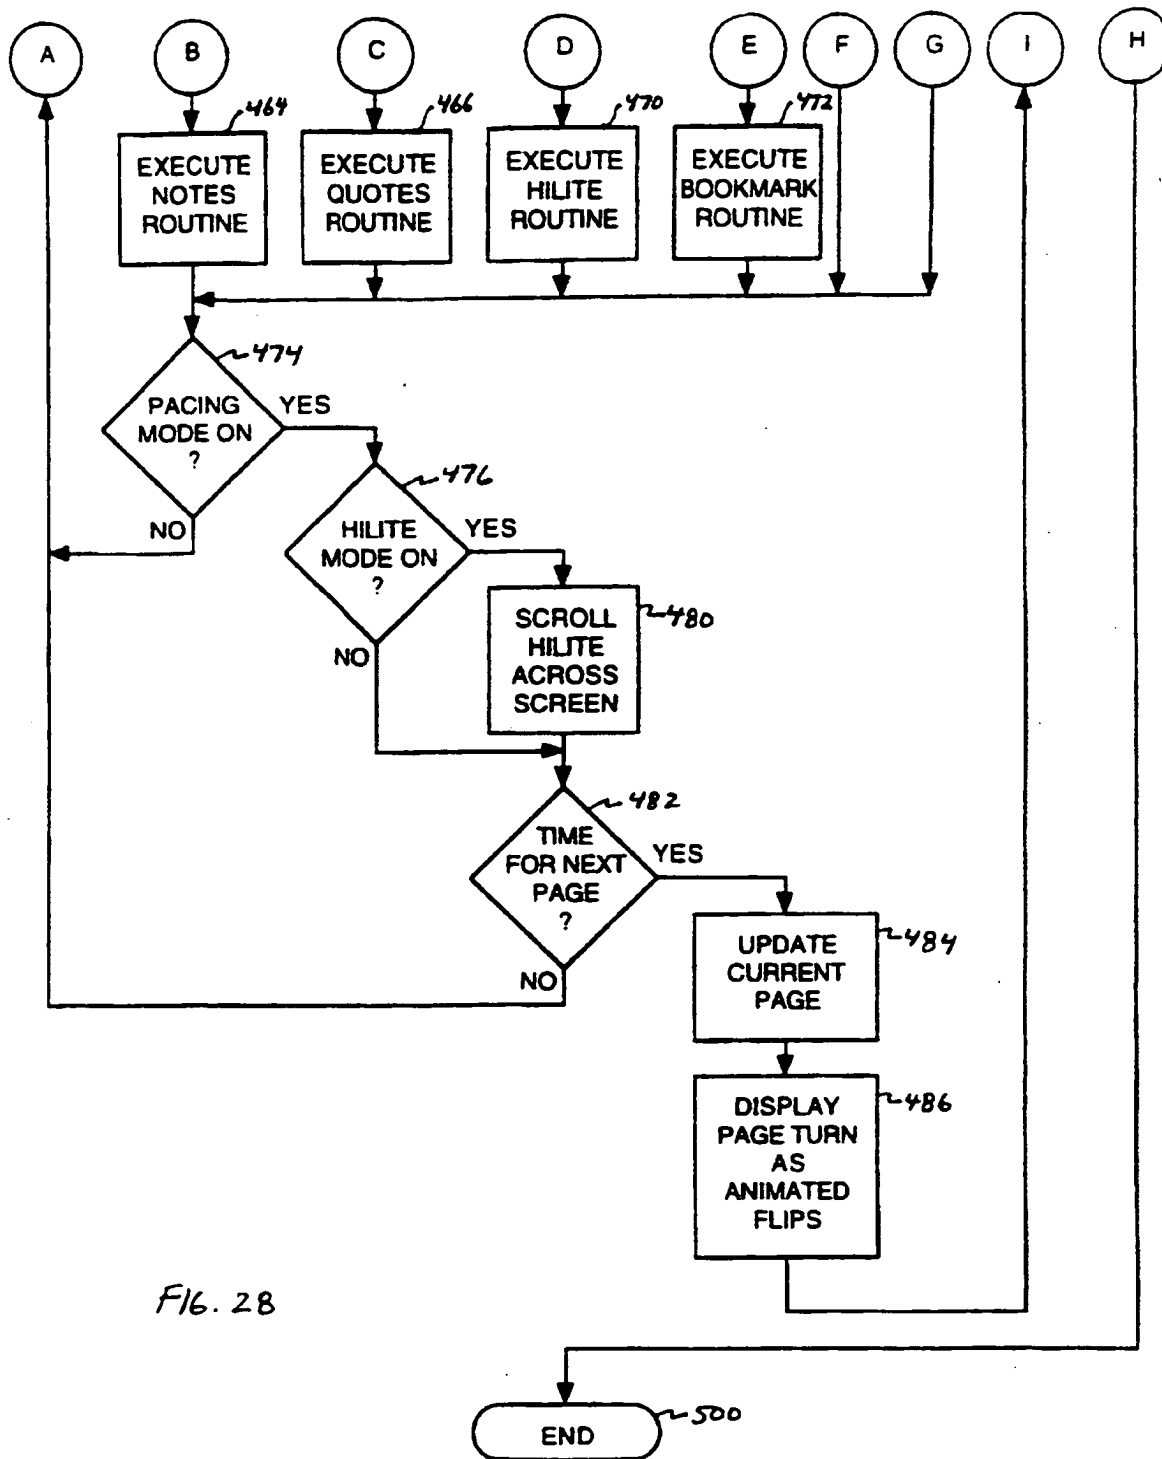 A B C D E F G I H
464 466 470 472
EXECUTE
NOTES
ROUTINE
EXECUTE
QUOTES
ROUTINE
EXECUTE
HILITE
ROUTINE
EXECUTE
BOOKMARK
ROUTINE
474
PACING
MODE ON
?
YES
NO
476
HILITE
MODE ON
?
YES
NO
480
SCROLL
HILITE
ACROSS
SCREEN
482
TIME
FOR NEXT
PAGE
?
YES
NO
484
UPDATE
CURRENT
PAGE
486
DISPLAY
PAGE TURN
AS
ANIMATED
FLIPS
FIG. 28
500
END